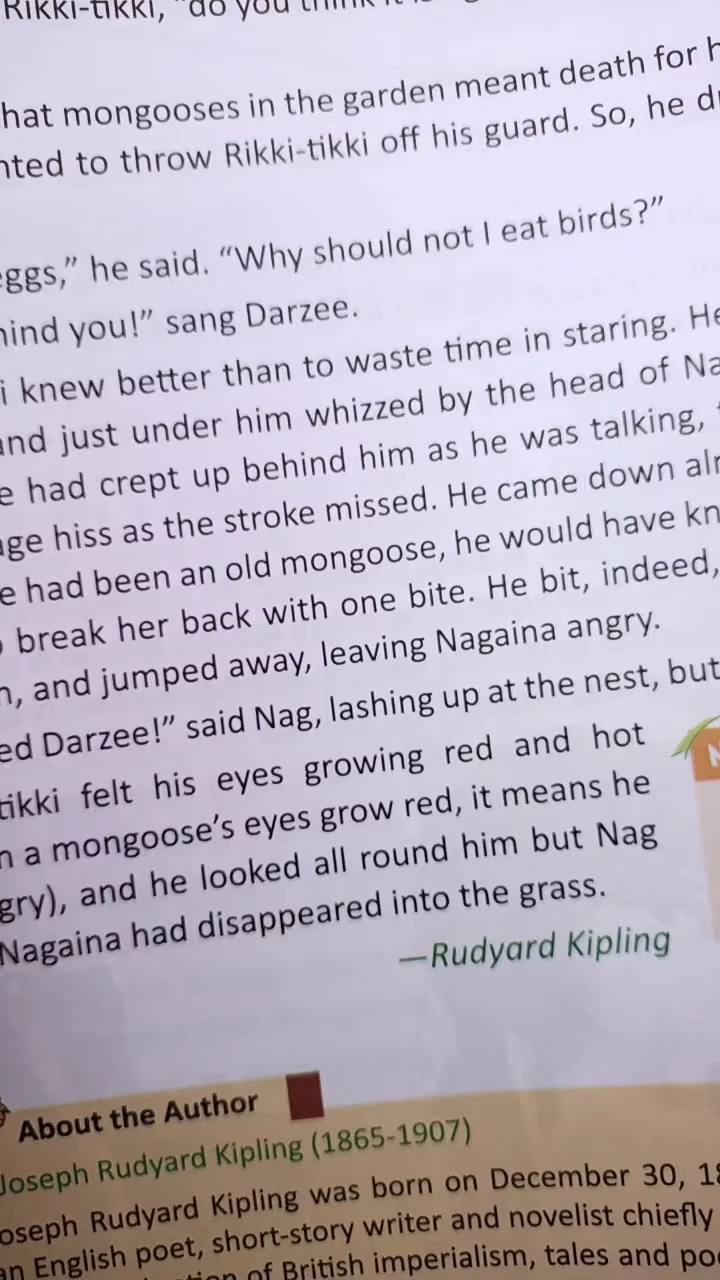 Rikki-tikki, "do you think
hat mongooses in the garden meant death for h
nted to throw Rikki-tikki off his guard. So, he d
eggs," he said. "Why should not I eat birds?"
hind you!" sang Darzee.
i knew better than to waste time in staring. He
and just under him whizzed by the head of Na
e had crept up behind him as he was talking,
age hiss as the stroke missed. He came down alm
e had been an old mongoose, he would have kn
break her back with one bite. He bit, indeed,
n, and jumped away, leaving Nagaina angry.
ed Darzee!" said Nag, lashing up at the nest, but
tikki felt his eyes growing red and hot
n a mongoose's eyes grow red, it means he
gry), and he looked all round him but Nag
Nagaina had disappeared into the grass.
—Rudyard Kipling
About the Author
Joseph Rudyard Kipling (1865-1907)
oseph Rudyard Kipling was born on December 30, 18
an English poet, short-story writer and novelist chiefly
of British imperialism, tales and po